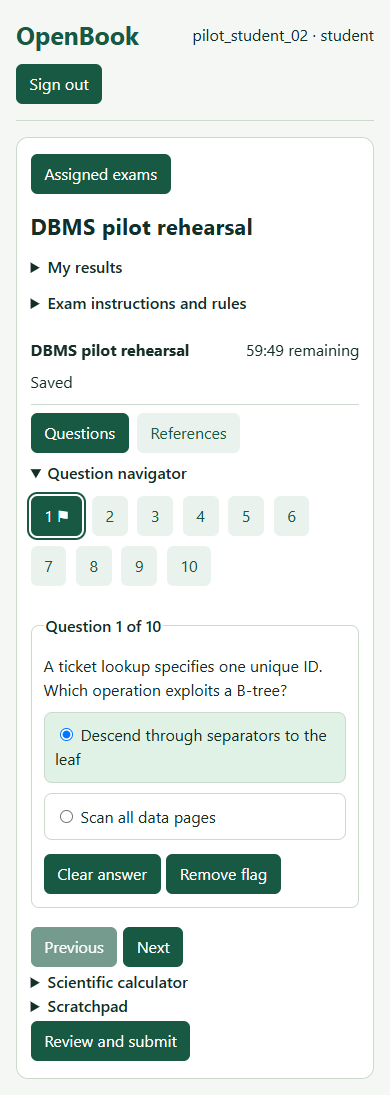 OpenBook
pilot_student_02 · student
Sign out
Assigned exams
DBMS pilot rehearsal
My results
Exam instructions and rules
DBMS pilot rehearsal
59:49 remaining
Saved
Questions
References
Question navigator
1 ⚑ 2 3 4 5 6
7 8 9 10
Question 1 of 10
A ticket lookup specifies one unique ID.
Which operation exploits a B-tree?
Descend through separators to the
leaf
Scan all data pages
Clear answer
Remove flag
Previous
Next
Scientific calculator
Scratchpad
Review and submit